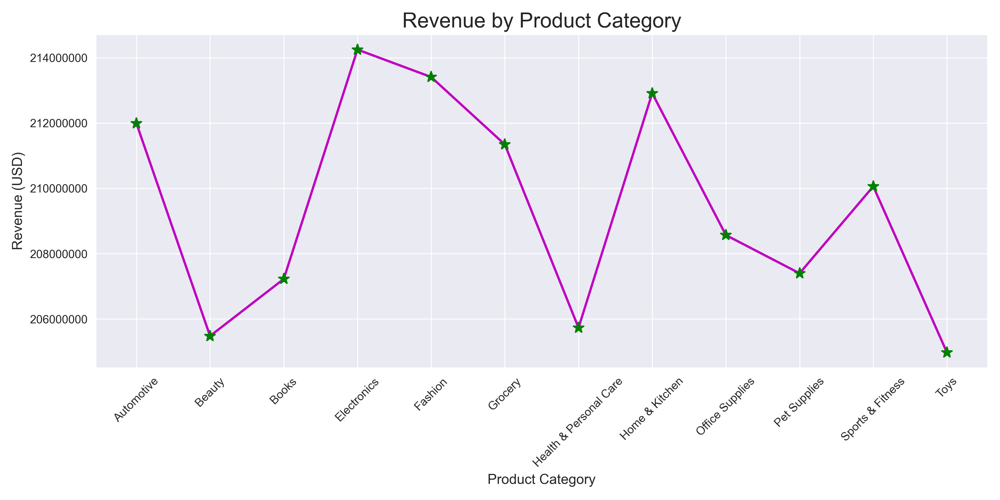 Revenue by Product Category
Revenue (USD)
214000000
212000000
210000000
208000000
206000000
Automotive
Beauty
Books
Electronics
Fashion
Grocery
Health & Personal Care
Home & Kitchen
Office Supplies
Pet Supplies
Sports & Fitness
Toys
Product Category